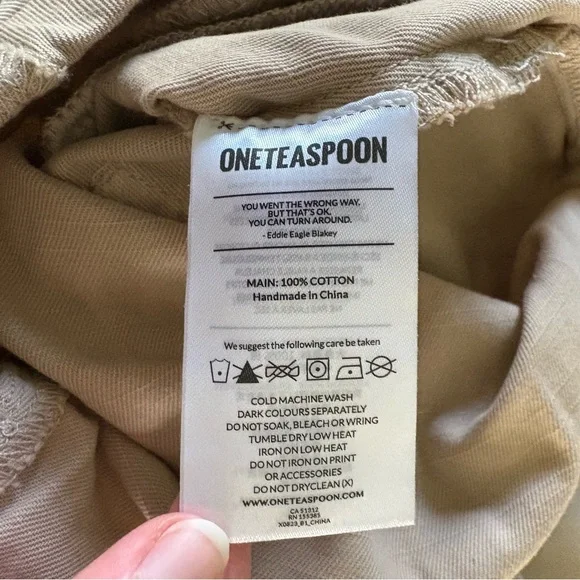 ONETEASPOON
YOU WENT THE WRONG WAY,
BUT THAT'S OK,
YOU CAN TURN AROUND.
- Eddie Eagle Blakey
MAIN: 100% COTTON
Handmade in China
We suggest the following care be taken
COLD MACHINE WASH
DARK COLOURS SEPARATELY
DO NOT SOAK, BLEACH OR WRING
TUMBLE DRY LOW HEAT
IRON ON LOW HEAT
DO NOT IRON ON PRINT
OR ACCESSORIES
DO NOT DRYCLEAN (X)
WWW.ONETEASPOON.COM
CA 51312
RN 155385
X0823_81_CHINA